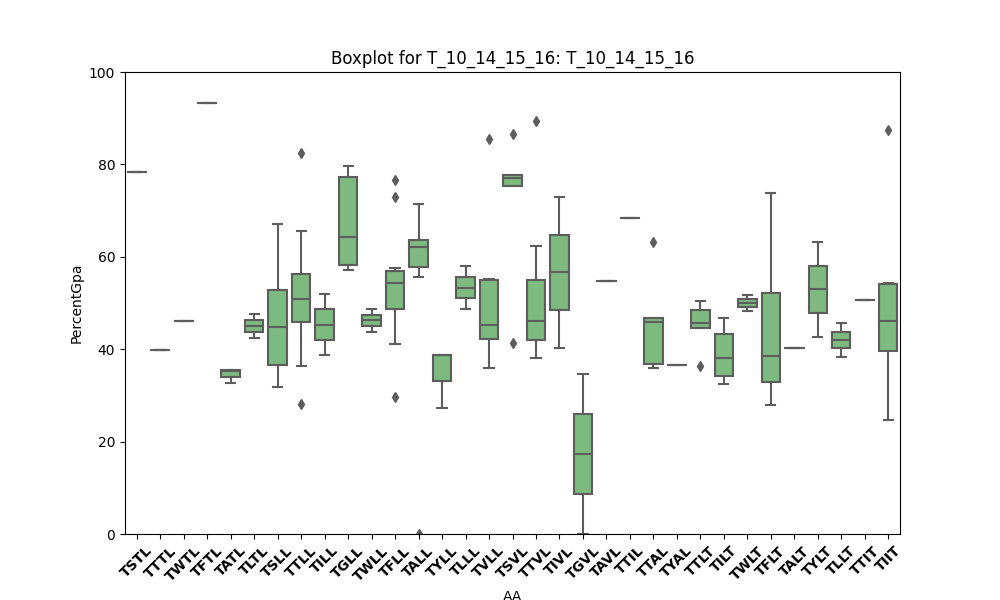 Boxplot for T_10_14_15_16: T_10_14_15_16
PercentGpa
100
80
60
40
20
0
TSTL TTTL TWTL TFTL TATL TLTL TSLL TTLL TILL TGLL TWLL TFLL TALL TYLL TLLL TVLL TSVL TTVL TIVL TGVL TAVL TTIL TTAL TYAL TTLT TILT TWLT TFLT TALT TYLT TLLT TTIT TIIT
AA